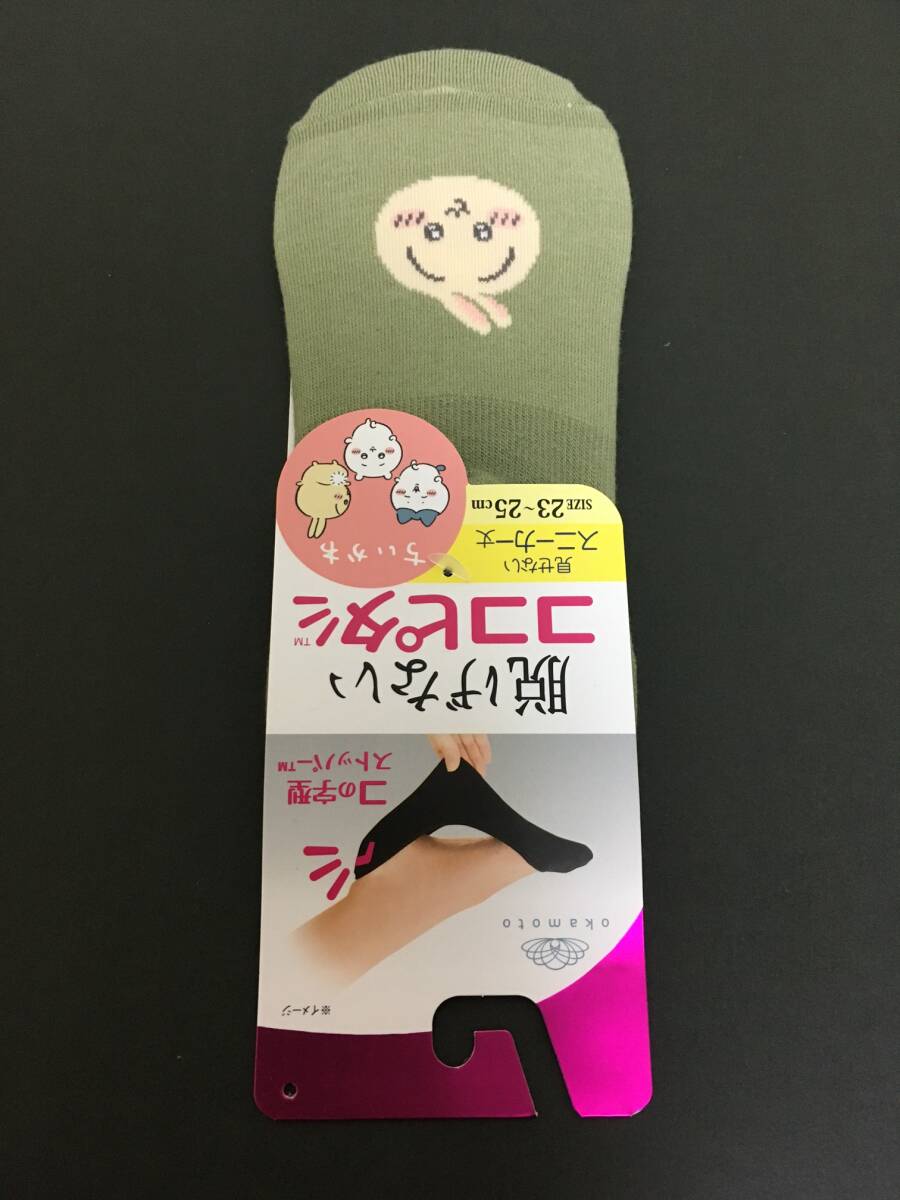 ※イメージ
okamoto
コの字型
ストッパー™
脱げない
ココピタ™
見せない
スニーカー丈
SIZE 23~25cm
ちいかわ